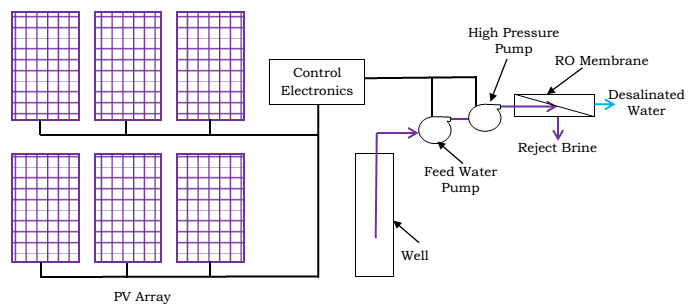 High Pressure
Pump
RO Membrane
Control
Electronics
Desalinated
Water
Reject Brine
Feed Water
Pump
Well
PV Array